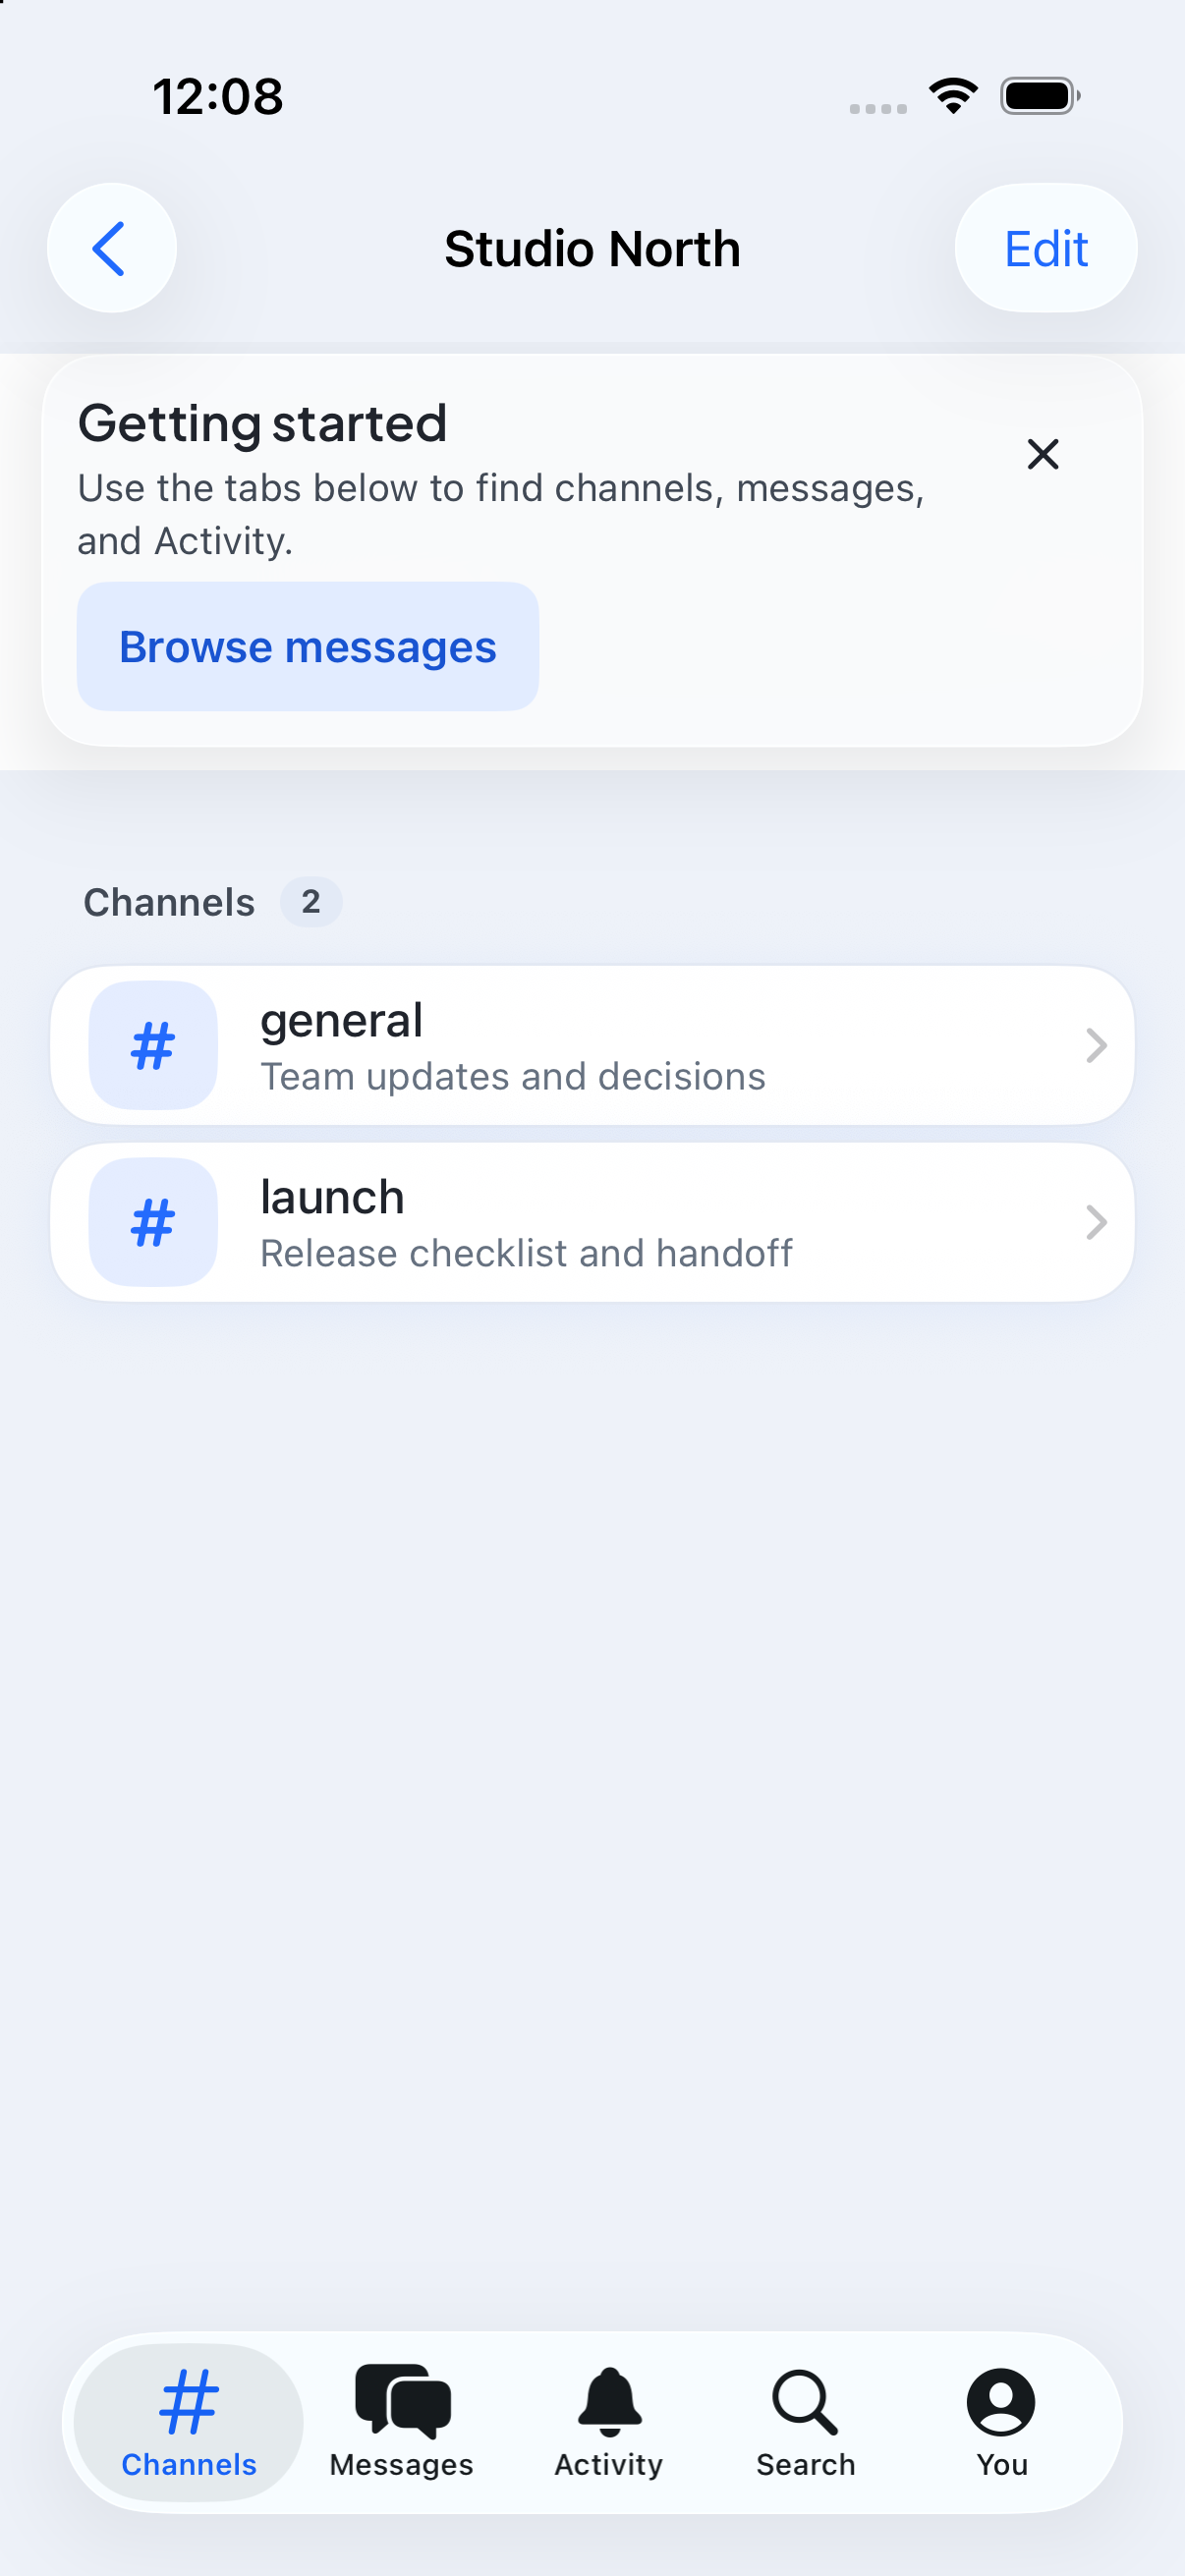 12:08
Studio North
Edit
Getting started
Use the tabs below to find channels, messages,
and Activity.
Browse messages
Channels 2
# general
Team updates and decisions
# launch
Release checklist and handoff
# Channels
Messages
Activity
Search
You